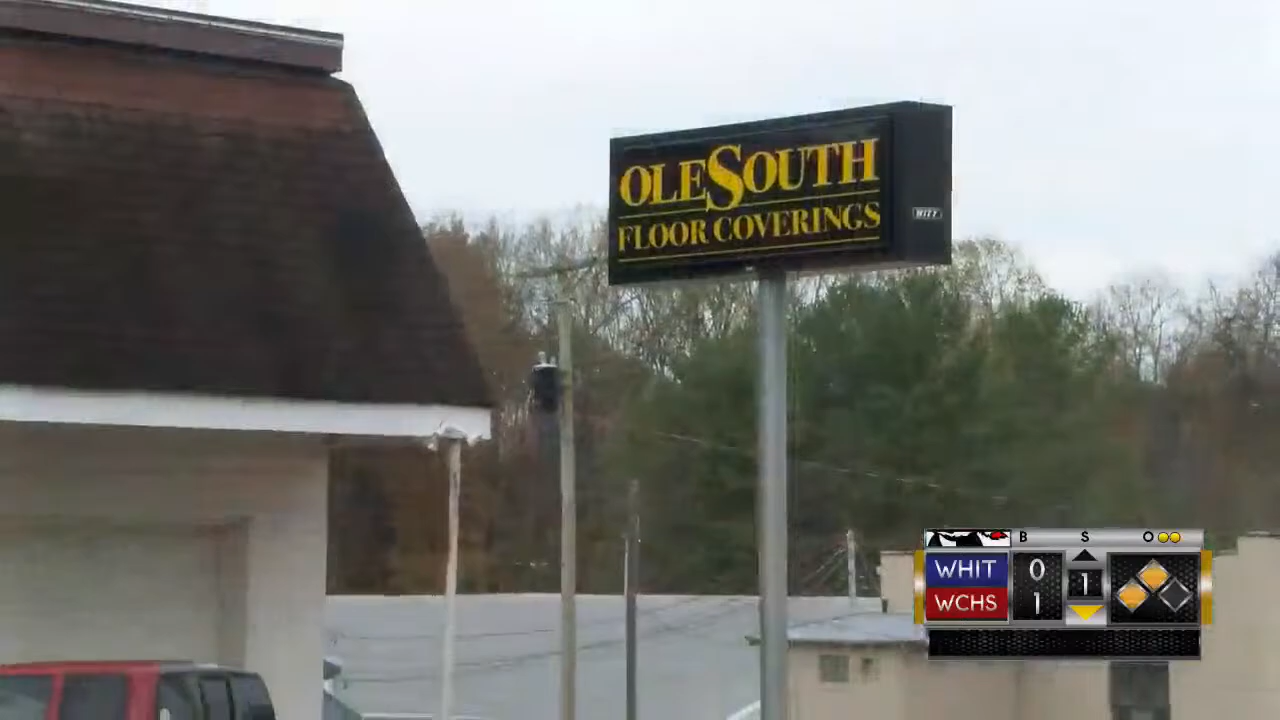 OLE SOUTH
FLOOR COVERINGS
B S O
WHIT 0
WCHS 1
1